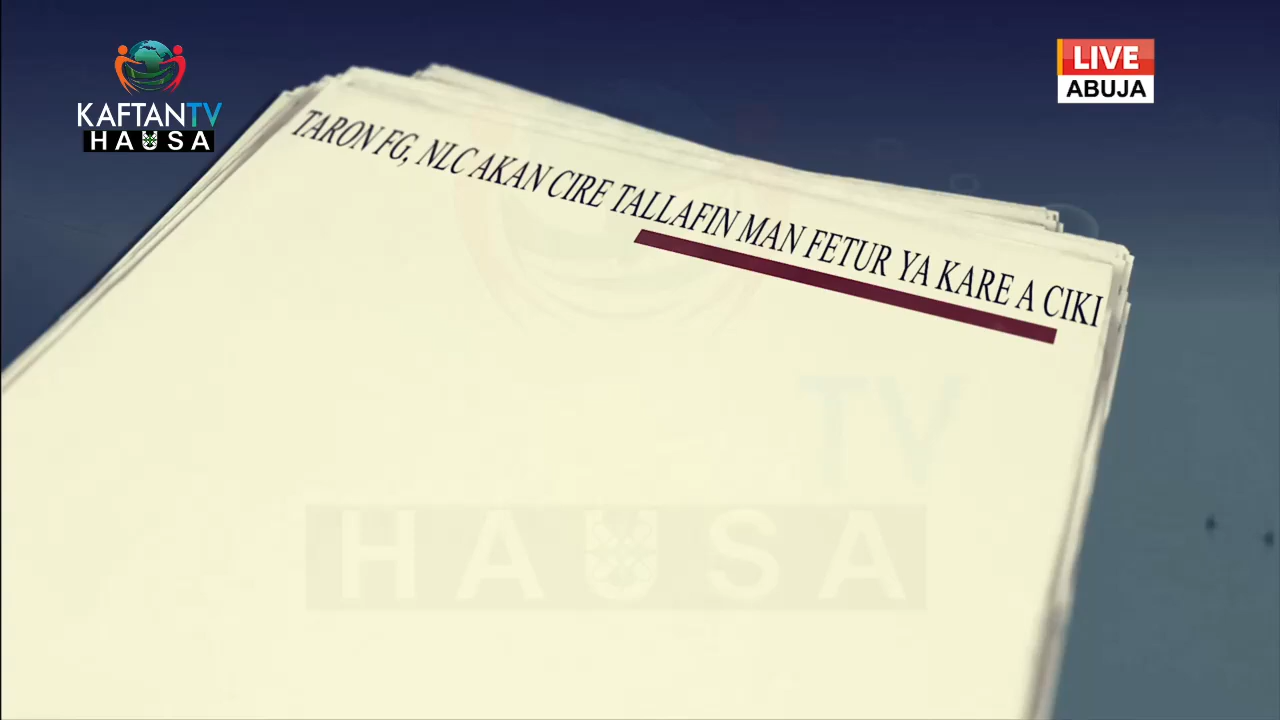 KAFTANTV
HAUSA
LIVE
ABUJA
TARON FG, NLC AKAN CIRE TALLAFIN MAN FETUR YA KARE A CIKI
TV
HAUSA